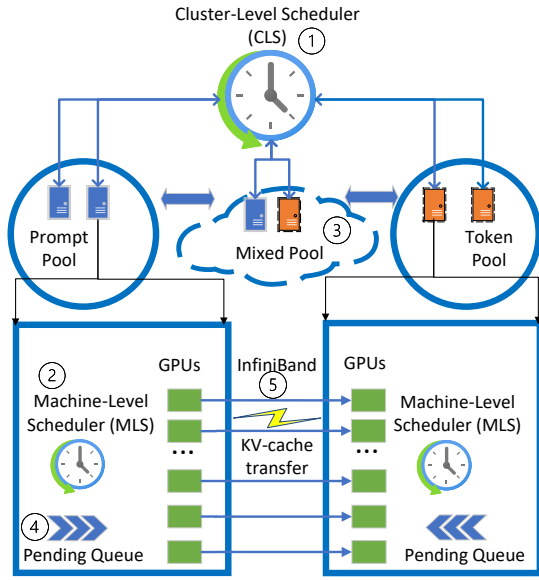 Cluster-Level Scheduler
(CLS)
1
Prompt
Pool
Mixed Pool
3
Token
Pool
2
GPUs
Machine-Level
Scheduler (MLS)
...
4
Pending Queue
InfiniBand
5
KV-cache
transfer
GPUs
Machine-Level
Scheduler (MLS)
...
Pending Queue